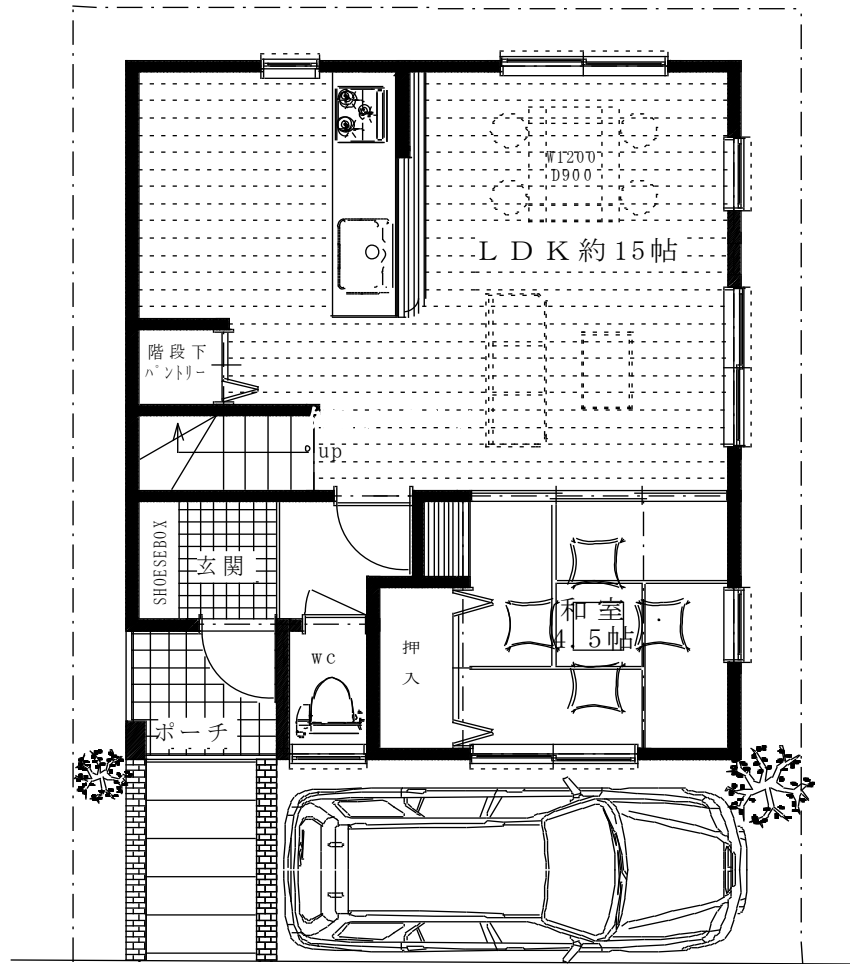 W1200
D900
ＬＤＫ約15帖
階段下
ﾊﾟﾝﾄﾘｰ
up
SHOESEBOX
玄関
wc
押入
和室
4.5帖
ポーチ